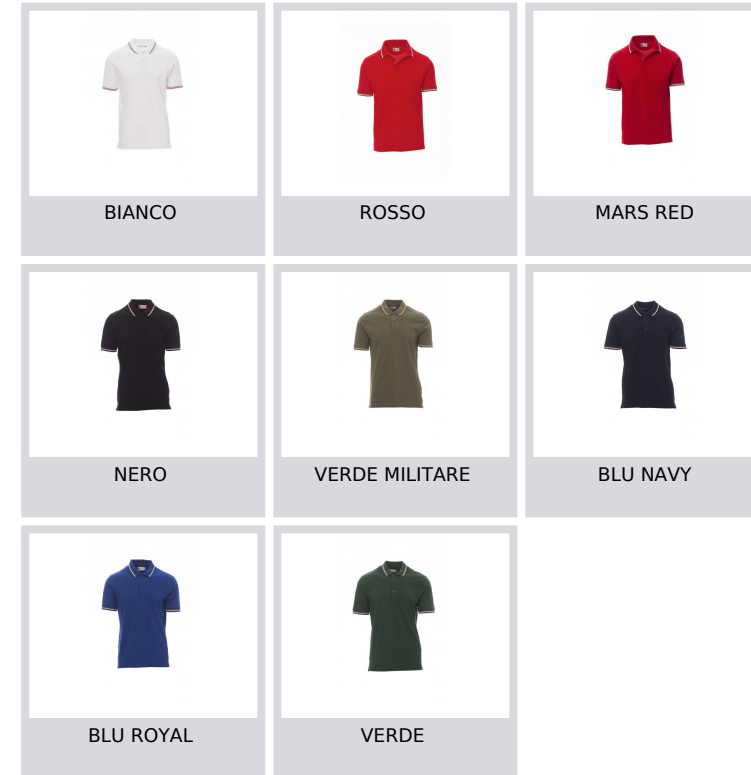 BIANCO
ROSSO
MARS RED
NERO
VERDE MILITARE
BLU NAVY
BLU ROYAL
VERDE